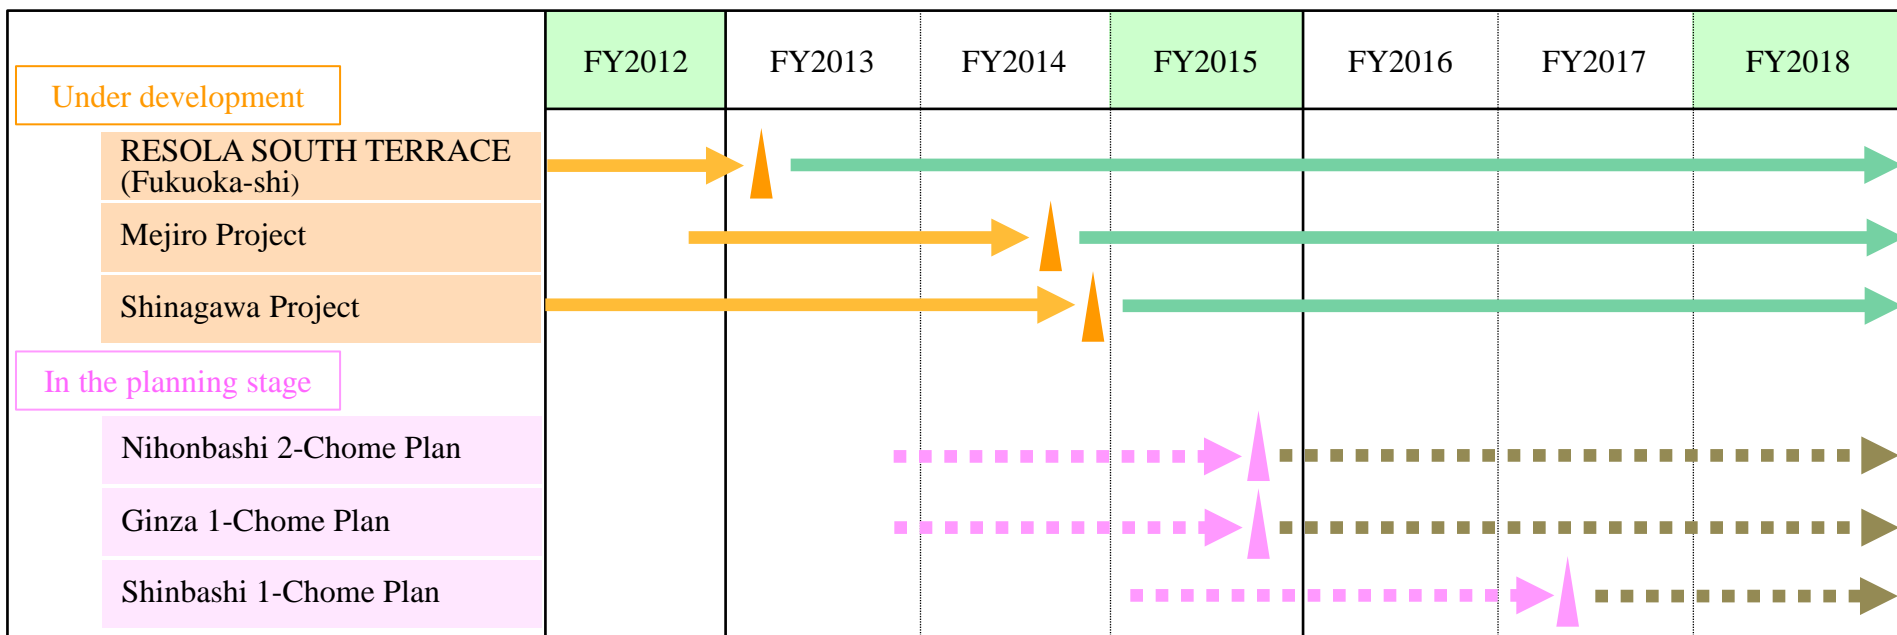 FY2012 FY2013 FY2014 FY2015 FY2016 FY2017 FY2018
Under development
RESOLA SOUTH TERRACE
(Fukuoka-shi)
Mejiro Project
Shinagawa Project
In the planning stage
Nihonbashi 2-Chome Plan
Ginza 1-Chome Plan
Shinbashi 1-Chome Plan